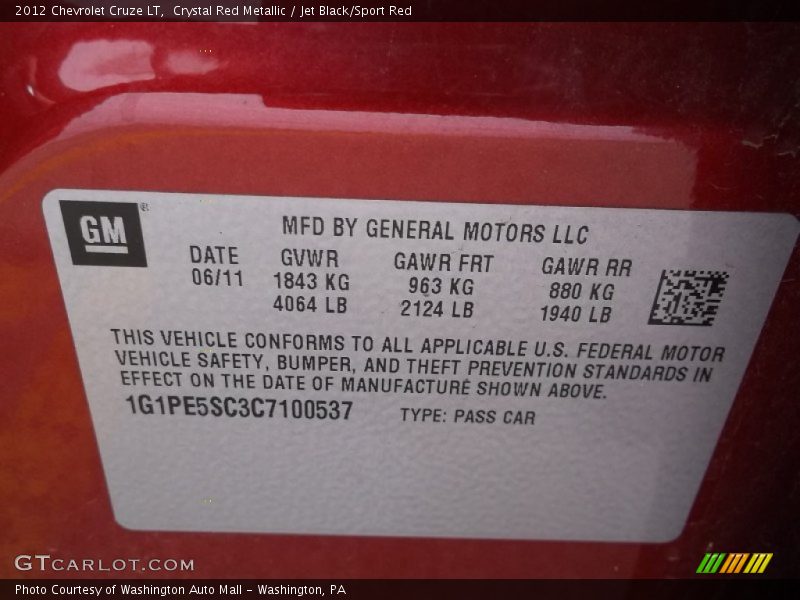 2012 Chevrolet Cruze LT,  Crystal Red Metallic / Jet Black/Sport Red
GM®
MFD BY GENERAL MOTORS LLC
DATE GVWR GAWR FRT GAWR RR
06/11 1843 KG 963 KG 880 KG
4064 LB 2124 LB 1940 LB
THIS VEHICLE CONFORMS TO ALL APPLICABLE U.S. FEDERAL MOTOR
VEHICLE SAFETY, BUMPER, AND THEFT PREVENTION STANDARDS IN
EFFECT ON THE DATE OF MANUFACTURE SHOWN ABOVE.
1G1PE5SC3C7100537 TYPE: PASS CAR
GTCARLOT.COM
Photo Courtesy of Washington Auto Mall - Washington, PA